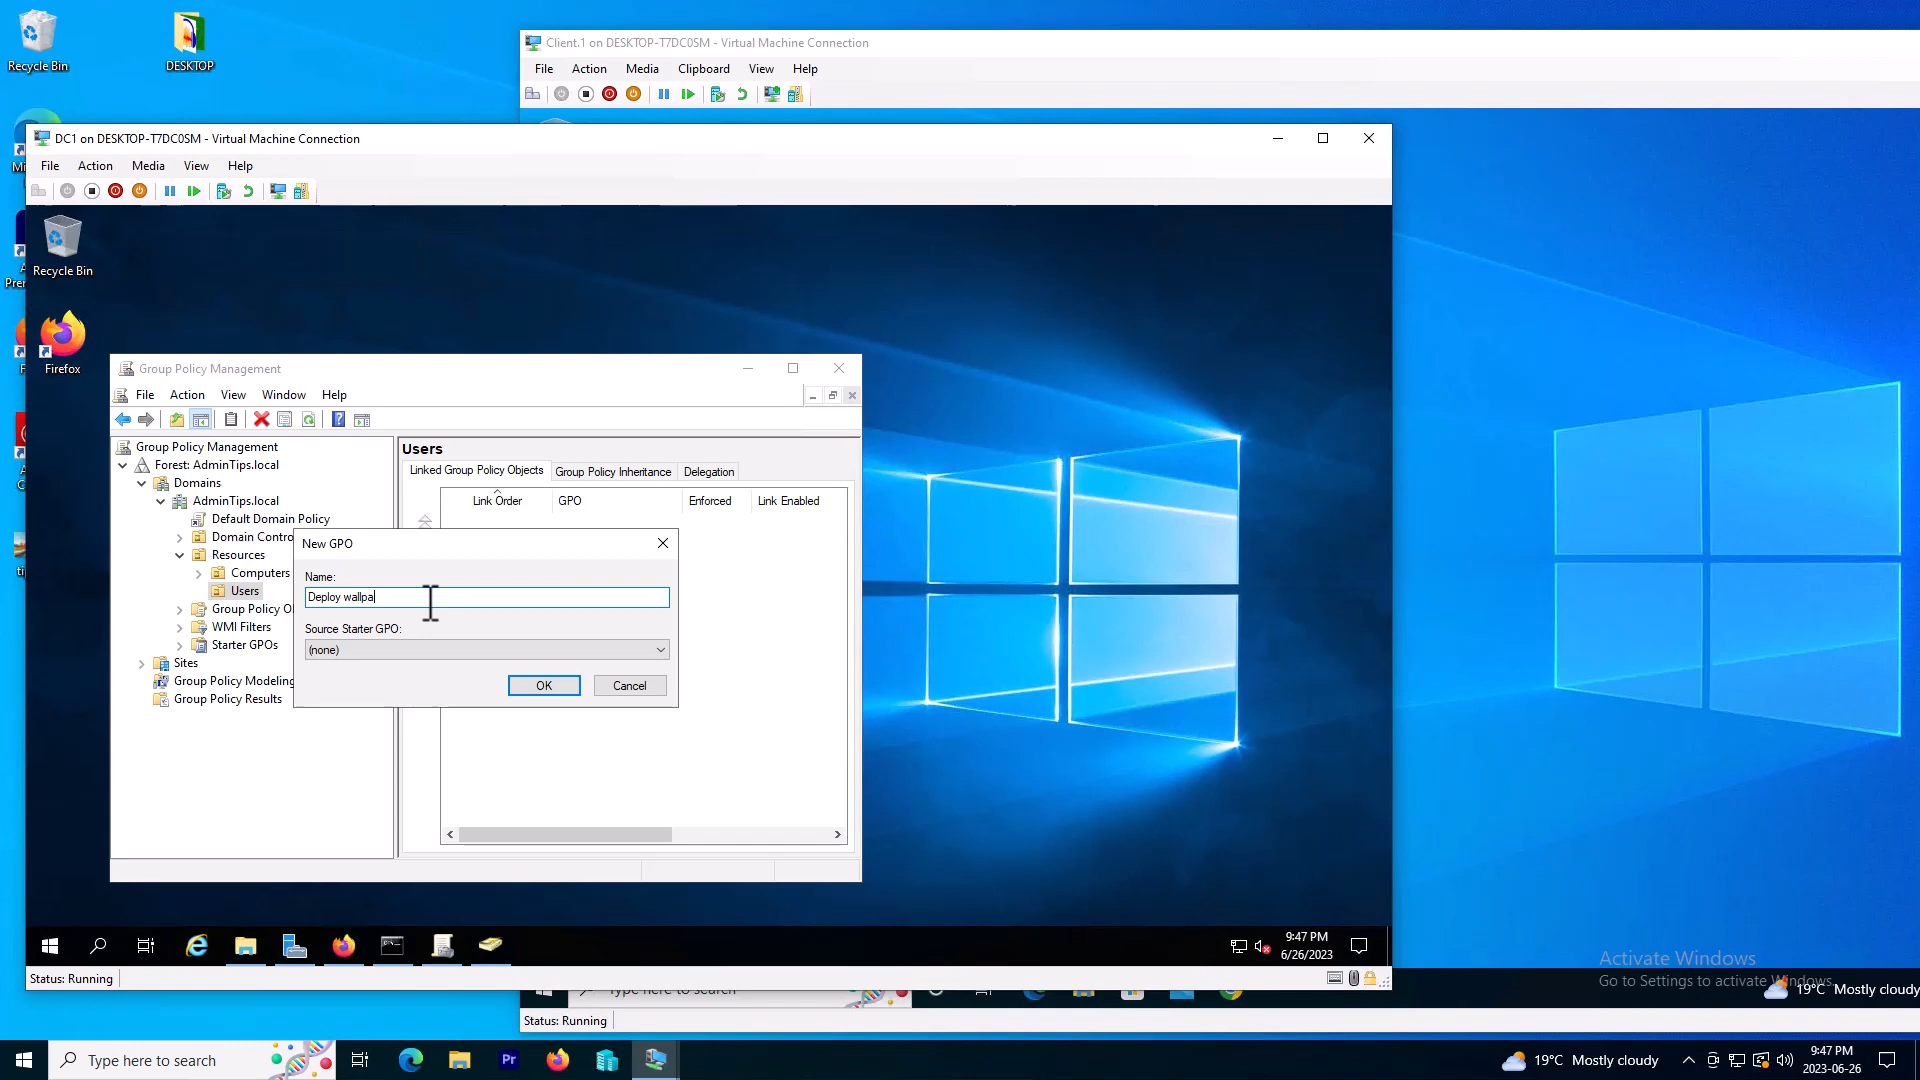 Recycle Bin
DESKTOP
Client.1 on DESKTOP-T7DC0SM - Virtual Machine Connection
File Action Media Clipboard View Help
DC1 on DESKTOP-T7DC0SM - Virtual Machine Connection
File Action Media View Help
Recycle Bin
Firefox
Group Policy Management
File Action View Window Help
Group Policy Management
Forest: AdminTips.local
Domains
AdminTips.local
Default Domain Policy
Domain Contro
Resources
Computers
Users
Group Policy O
WMI Filters
Starter GPOs
Sites
Group Policy Modeling
Group Policy Results
Users
Linked Group Policy Objects Group Policy Inheritance Delegation
Link Order GPO Enforced Link Enabled
New GPO
Name:
Deploy wallpa
Source Starter GPO:
(none)
OK Cancel
9:47 PM
6/26/2023
Status: Running
Activate Windows
Go to Settings to activate Windows.
Type here to search
19°C Mostly cloudy
Status: Running
Type here to search
Pr
19°C Mostly cloudy
9:47 PM
2023-06-26